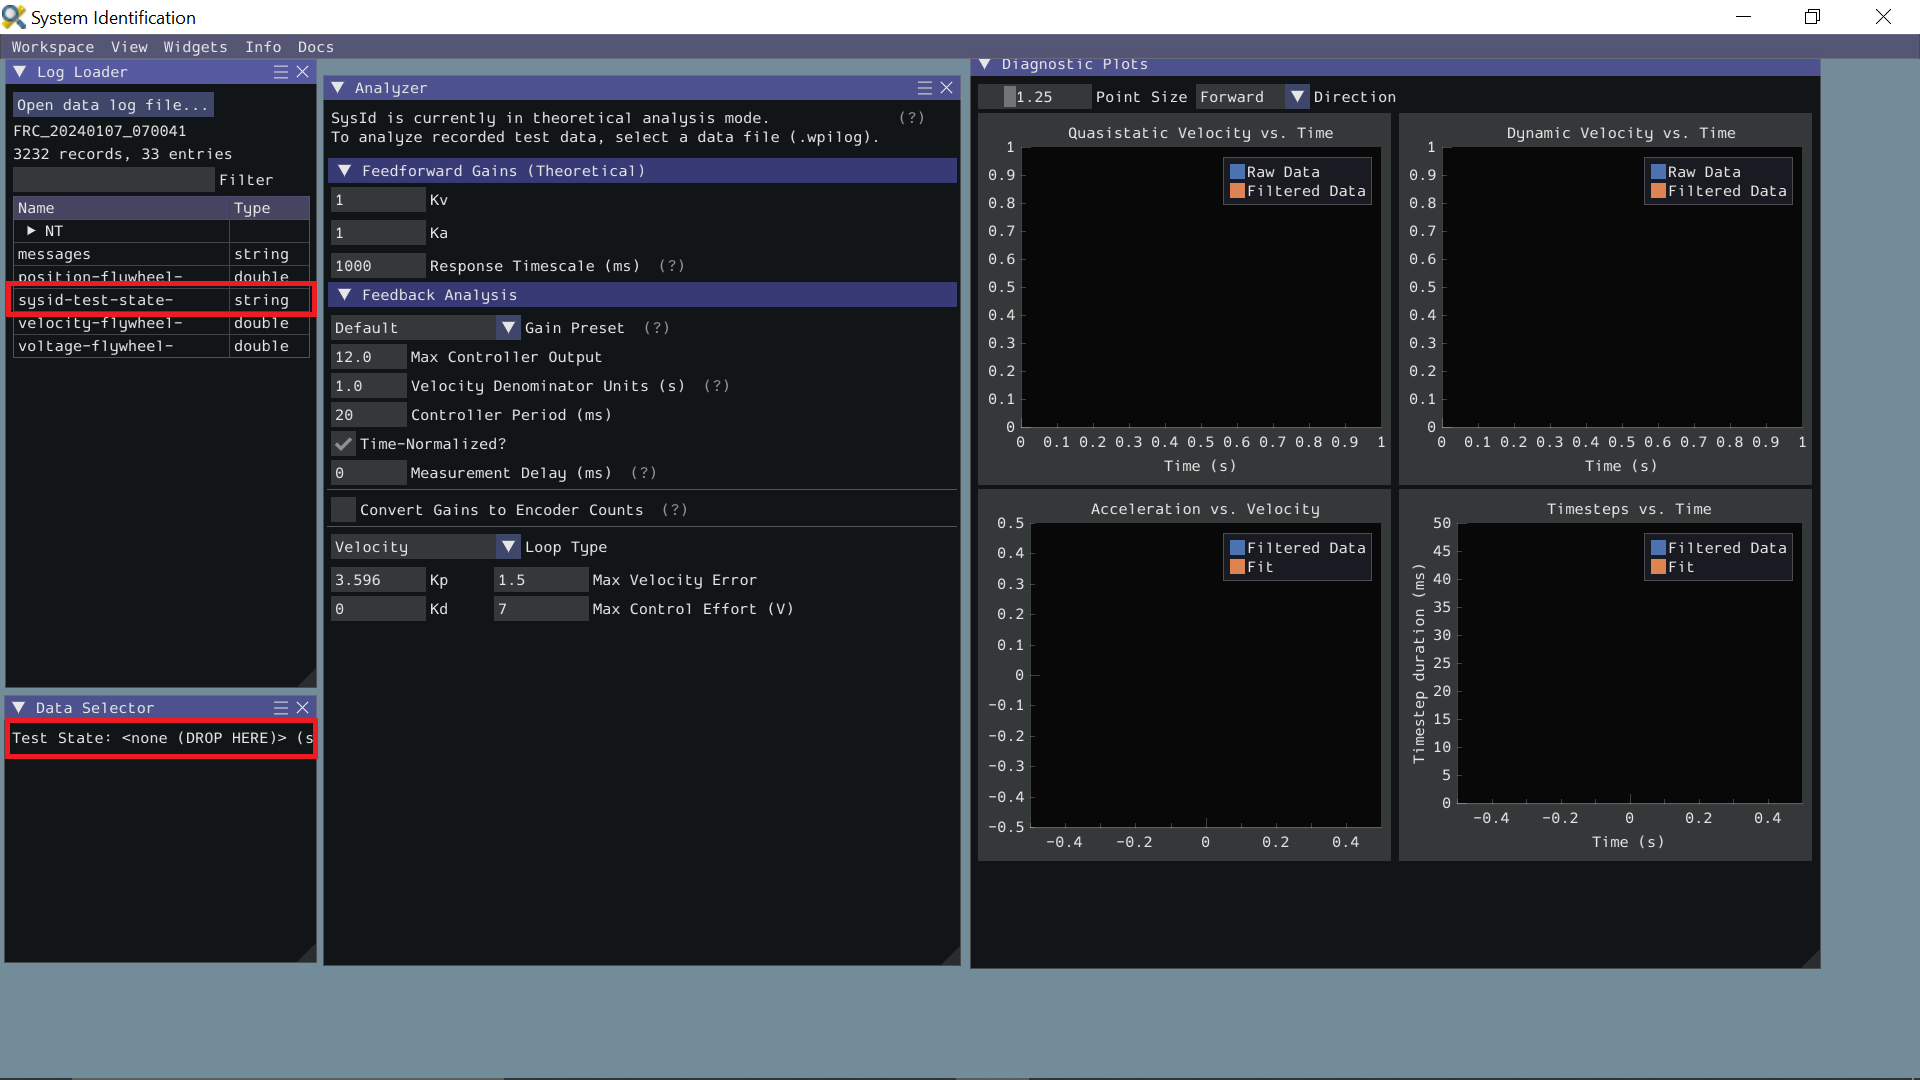 System Identification
Workspace View Widgets Info Docs
Log Loader
Open data log file...
FRC_20240107_070041
3232 records, 33 entries
Filter
Name Type
NT
messages string
position-flywheel- double
sysid-test-state- string
velocity-flywheel- double
voltage-flywheel- double
Data Selector
Test State: <none (DROP HERE)> (s
Analyzer
SysId is currently in theoretical analysis mode. (?)
To analyze recorded test data, select a data file (.wpilog).
Feedforward Gains (Theoretical)
1 Kv
1 Ka
1000 Response Timescale (ms) (?)
Feedback Analysis
Default Gain Preset (?)
12.0 Max Controller Output
1.0 Velocity Denominator Units (s) (?)
20 Controller Period (ms)
Time-Normalized?
0 Measurement Delay (ms) (?)
Convert Gains to Encoder Counts (?)
Velocity Loop Type
3.596 Kp 1.5 Max Velocity Error
0 Kd 7 Max Control Effort (V)
Diagnostic Plots
1.25 Point Size Forward Direction
Quasistatic Velocity vs. Time
Raw Data
Filtered Data
1
0.9
0.8
0.7
0.6
0.5
0.4
0.3
0.2
0.1
0
0 0.1 0.2 0.3 0.4 0.5 0.6 0.7 0.8 0.9 1
Time (s)
Dynamic Velocity vs. Time
Raw Data
Filtered Data
1
0.9
0.8
0.7
0.6
0.5
0.4
0.3
0.2
0.1
0
0 0.1 0.2 0.3 0.4 0.5 0.6 0.7 0.8 0.9 1
Time (s)
Acceleration vs. Velocity
Filtered Data
Fit
0.5
0.4
0.3
0.2
0.1
0
-0.1
-0.2
-0.3
-0.4
-0.5
-0.4 -0.2 0 0.2 0.4
Timesteps vs. Time
Filtered Data
Fit
Timestep duration (ms)
50
45
40
35
30
25
20
15
10
5
0
-0.4 -0.2 0 0.2 0.4
Time (s)